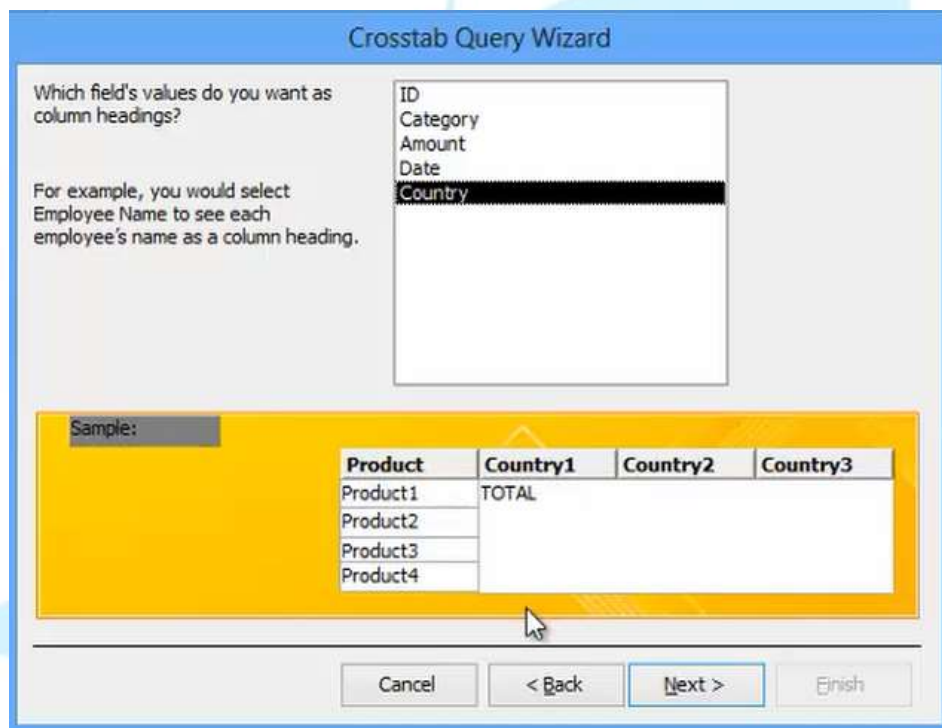 Crosstab Query Wizard
Which field's values do you want as
column headings?
For example, you would select
Employee Name to see each
employee's name as a column heading.
ID
Category
Amount
Date
Country
Sample:
Product Country1 Country2 Country3
Product1 TOTAL
Product2
Product3
Product4
Cancel < Back Next > Finish